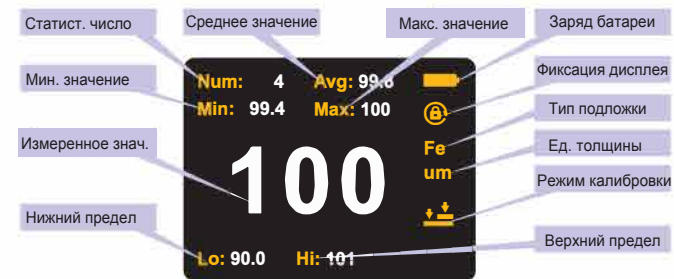 Статист. число
Среднее значение
Макс. значение
Заряд батареи
Мин. значение
Фиксация дисплея
Тип подложки
Измеренное знач.
Ед. толщины
Режим калибровки
Нижний предел
Верхний предел
Num: 4 Avg: 99.8
Min: 99.4 Max: 100
Fe
um
100
Lo: 90.0 Hi: 101